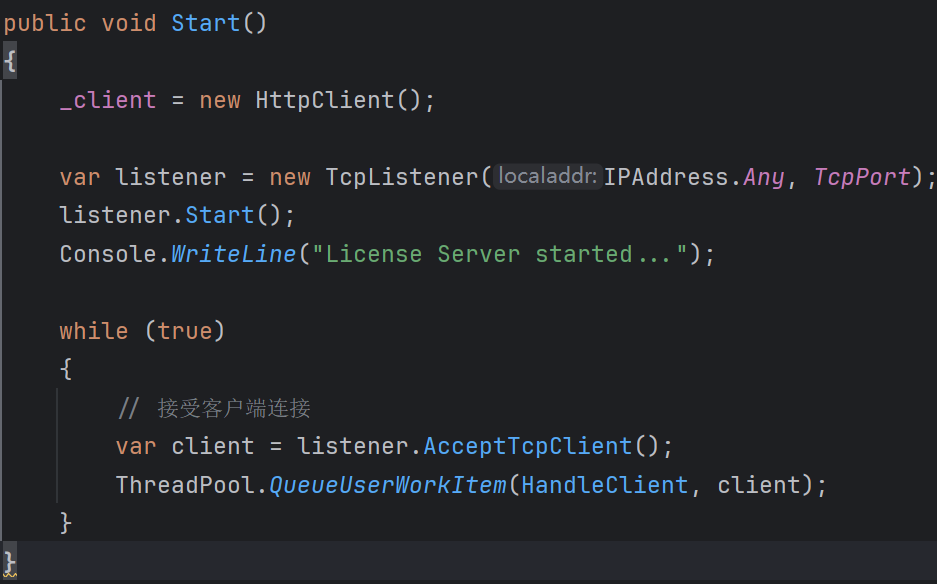 public void Start()
{
_client = new HttpClient();
var listener = new TcpListener(localaddr:IPAddress.Any, TcpPort);
listener.Start();
Console.WriteLine("License Server started...");
while (true)
{
// 接受客户端连接
var client = listener.AcceptTcpClient();
ThreadPool.QueueUserWorkItem(HandleClient, client);
}
}